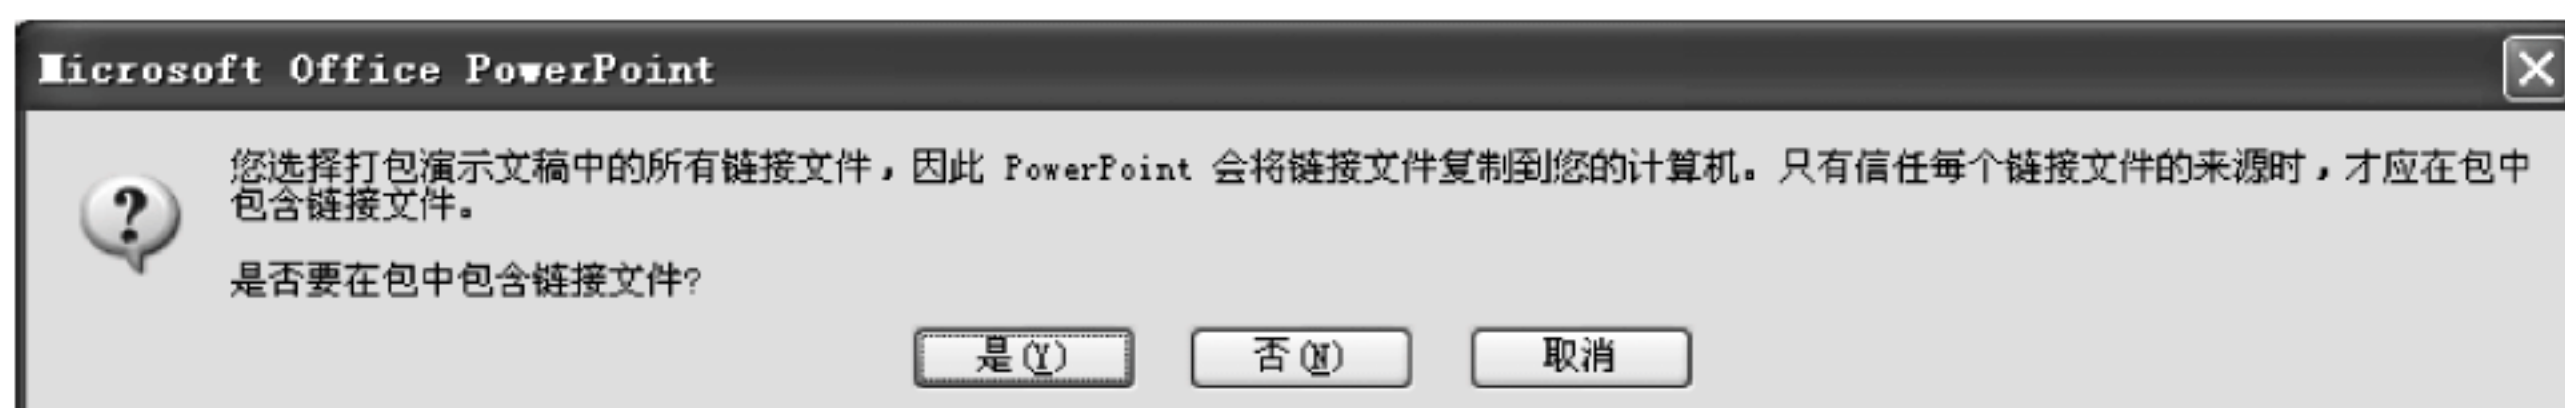 Microsoft Office PowerPoint
您选择打包演示文稿中的所有链接文件，因此 PowerPoint 会将链接文件复制到您的计算机。只有信任每个链接文件的来源时，才应在包中
包含链接文件。
是否要在包中包含链接文件?
是(Y) 否(N) 取消